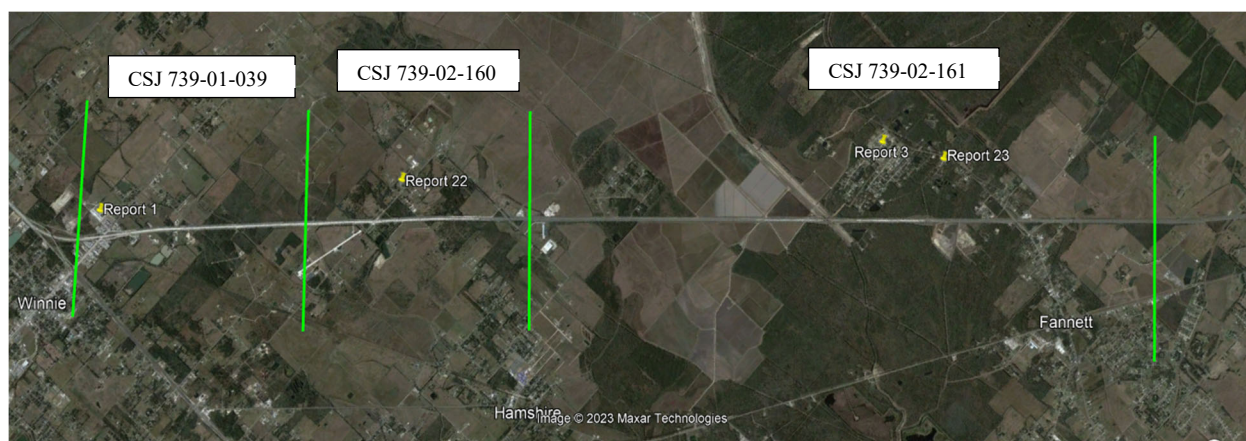 CSJ 739-01-039
CSJ 739-02-160
CSJ 739-02-161
Report 3
Report 23
Report 22
Report 1
Winnie
Fannett
Hamshire
Image © 2023 Maxar Technologies